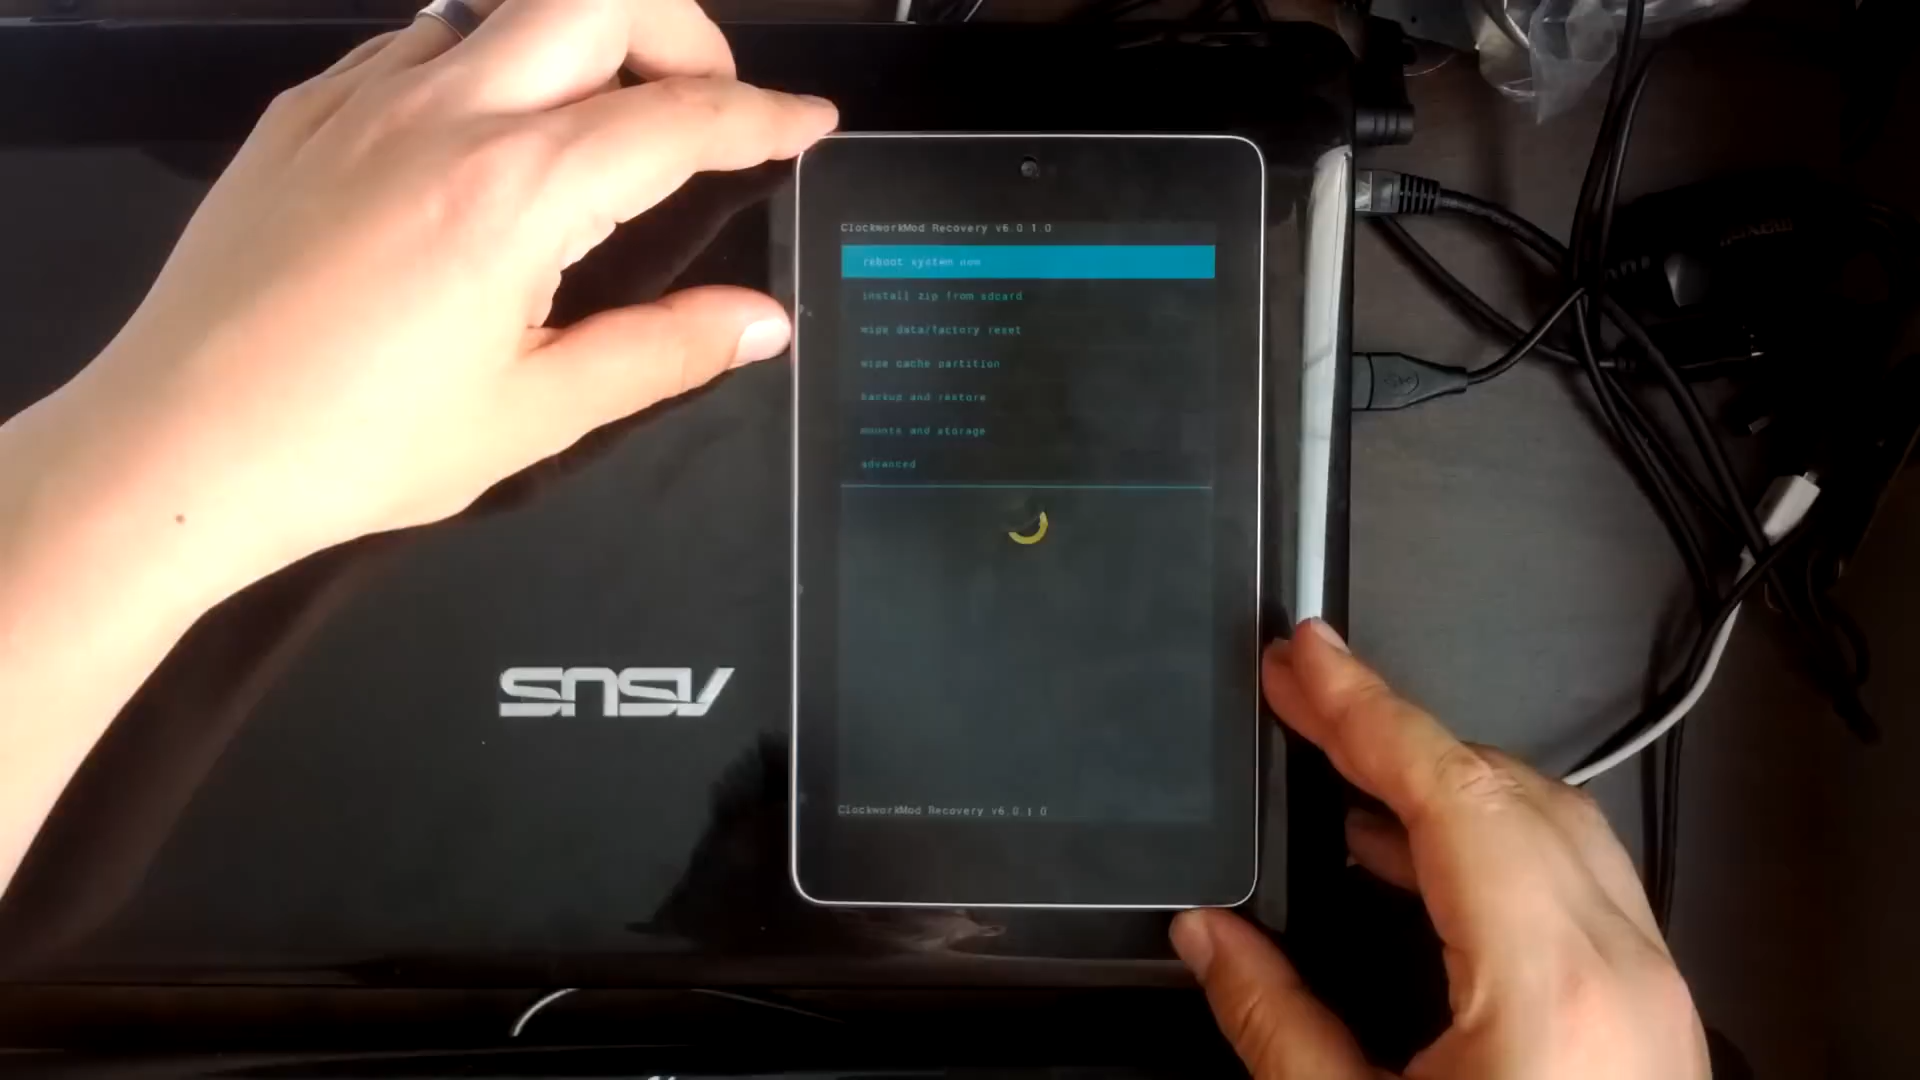 ClockworkMod Recovery v6.0.1.0
reboot system now
install zip from sdcard
wipe data/factory reset
wipe cache partition
backup and restore
mounts and storage
advanced
ASUS
ClockworkMod Recovery v6.0.1.0